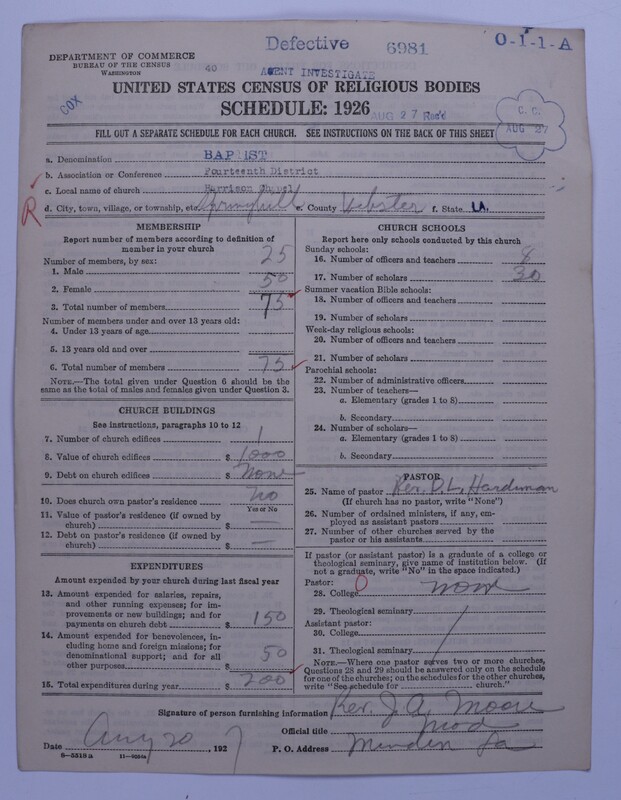 Defective 6981 O-1-1-A
DEPARTMENT OF COMMERCE
BUREAU OF THE CENSUS
WASHINGTON
40 AGENT INVESTIGATE
COX
UNITED STATES CENSUS OF RELIGIOUS BODIES
SCHEDULE: 1926
AUG 27 Rec'd
C. C.
AUG 27
FILL OUT A SEPARATE SCHEDULE FOR EACH CHURCH. SEE INSTRUCTIONS ON THE BACK OF THIS SHEET
a. Denomination BAPTIST
b. Association or Conference Fourteenth District
c. Local name of church Harrison Chapel
R
d. City, town, village, or township, etc. Springhill e. County Webster f. State La.
MEMBERSHIP
Report number of members according to definition of
member in your church
Number of members, by sex:
1. Male 25
2. Female 50
3. Total number of members 75
Number of members under and over 13 years old:
4. Under 13 years of age
5. 13 years old and over
6. Total number of members 75
NOTE.—The total given under Question 6 should be the
same as the total of males and females given under Question 3.
CHURCH BUILDINGS
See instructions, paragraphs 10 to 12
7. Number of church edifices 1
8. Value of church edifices $ 1000
9. Debt on church edifices $ None
10. Does church own pastor's residence no
Yes or No
11. Value of pastor's residence (if owned by
church) $
12. Debt on pastor's residence (if owned by
church) $ —
EXPENDITURES
Amount expended by your church during last fiscal year
13. Amount expended for salaries, repairs,
and other running expenses; for im-
provements or new buildings; and for
payments on church debt $ 150
14. Amount expended for benevolences, in-
cluding home and foreign missions; for
denominational support; and for all
other purposes $ 50
15. Total expenditures during year $ 200
CHURCH SCHOOLS
Report here only schools conducted by this church
Sunday schools:
16. Number of officers and teachers 8
17. Number of scholars 30
Summer vacation Bible schools:
18. Number of officers and teachers
19. Number of scholars
Week-day religious schools:
20. Number of officers and teachers
21. Number of scholars
Parochial schools:
22. Number of administrative officers
23. Number of teachers—
a. Elementary (grades 1 to 8)
b. Secondary
24. Number of scholars—
a. Elementary (grades 1 to 8)
b. Secondary
PASTOR
25. Name of pastor Rev. D. L. Hardiman
(If church has no pastor, write "None")
26. Number of ordained ministers, if any, em-
ployed as assistant pastors
27. Number of other churches served by the
pastor or his assistants
If pastor (or assistant pastor) is a graduate of a college or
theological seminary, give name of institution below. (If
not a graduate, write "No" in the space indicated.)
Pastor: 0
28. College none
29. Theological seminary
Assistant pastor:
30. College
31. Theological seminary
NOTE.—Where one pastor serves two or more churches,
Questions 28 and 29 should be answered only on the schedule
for one of the churches; on the schedules for the other churches,
write "See schedule for church."
Signature of person furnishing information Rev. J. A. Moore
Official title mod
Date Aug 20, 1927 P. O. Address Minden La